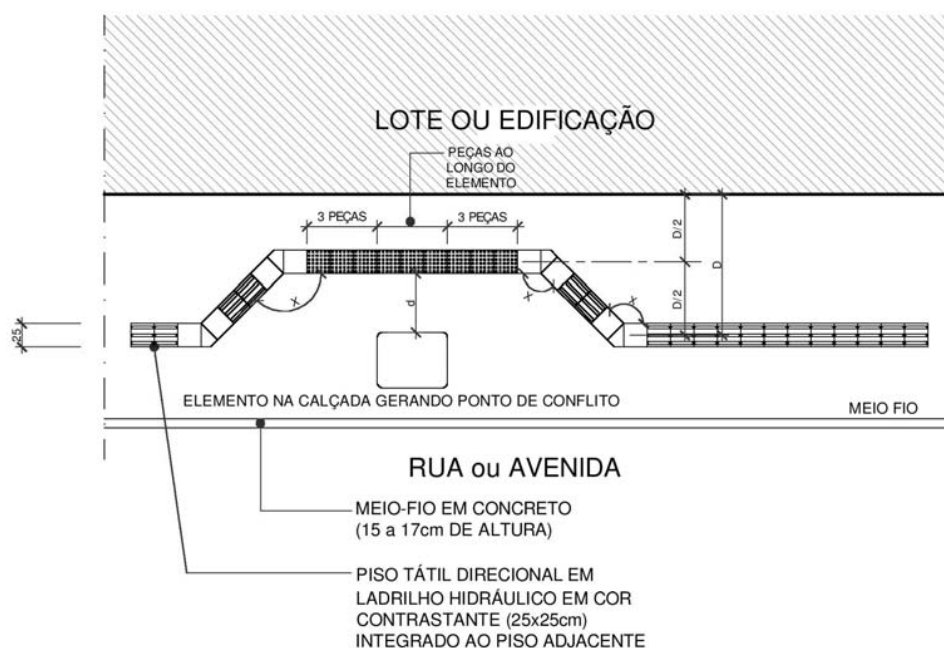 LOTE OU EDIFICAÇÃO
PEÇAS AO
LONGO DO
ELEMENTO
3 PEÇAS
3 PEÇAS
D/2
D
D/2
X
X
X
d
25
ELEMENTO NA CALÇADA GERANDO PONTO DE CONFLITO
MEIO FIO
RUA ou AVENIDA
MEIO-FIO EM CONCRETO
(15 a 17cm DE ALTURA)
PISO TÁTIL DIRECIONAL EM
LADRILHO HIDRÁULICO EM COR
CONTRASTANTE (25x25cm)
INTEGRADO AO PISO ADJACENTE